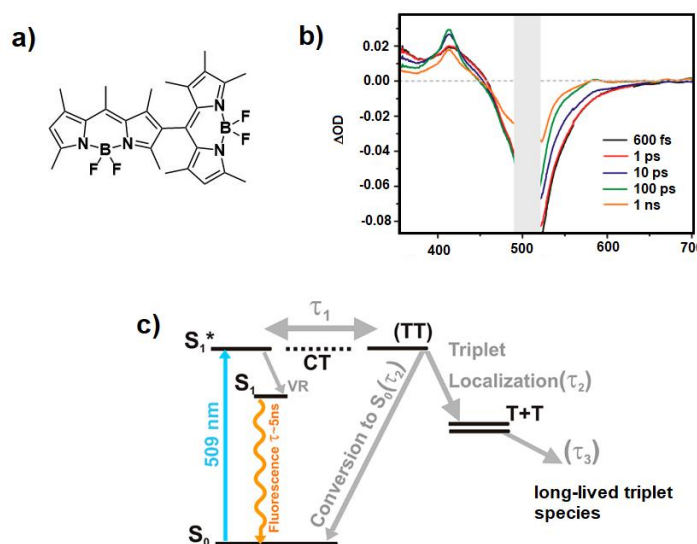 a)
N
B
F
F
N
N
B
N
F
F
b)
ΔOD
0.02
0.00
-0.02
-0.04
-0.06
-0.08
400
500
600
700
600 fs
1 ps
10 ps
100 ps
1 ns
c)
τ1
S1*
CT
(TT)
S1
VR
509 nm
Fluorescence τ~5ns
Conversion to S0(τ2)
Triplet
Localization(τ2)
T+T
(τ3)
long-lived triplet
species
S0